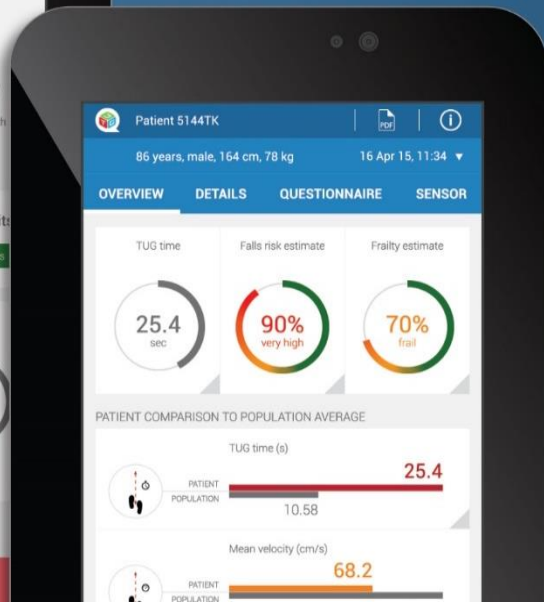 Patient 5144TK
PDF
i
86 years, male, 164 cm, 78 kg 16 Apr 15, 11:34
OVERVIEW DETAILS QUESTIONNAIRE SENSOR
TUG time Falls risk estimate Frailty estimate
25.4 90% 70%
sec very high frail
PATIENT COMPARISON TO POPULATION AVERAGE
TUG time (s)
25.4
PATIENT
POPULATION
10.58
Mean velocity (cm/s)
68.2
PATIENT
POPULATION